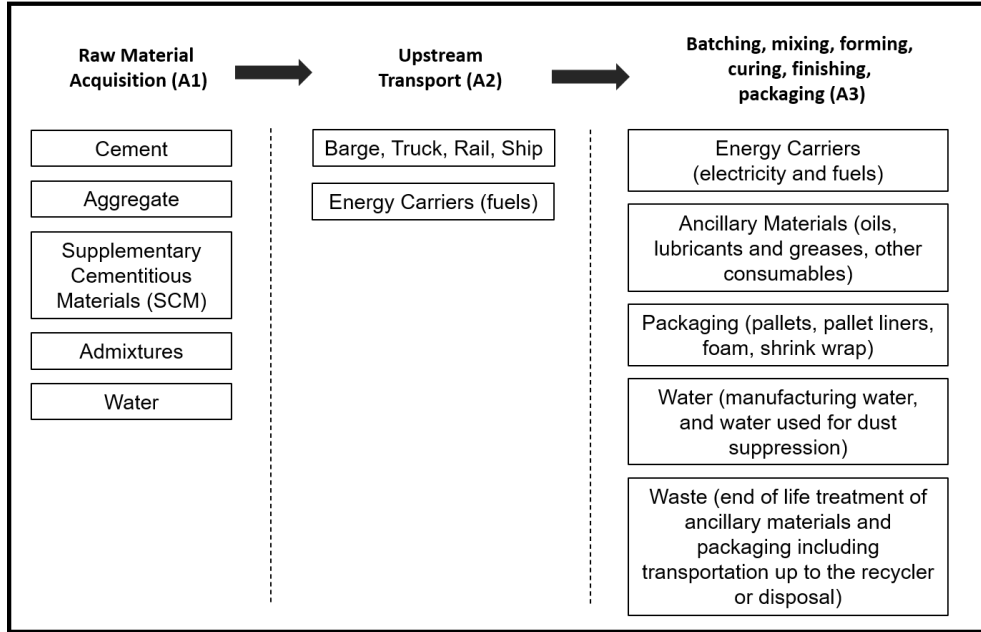 Raw Material
Acquisition (A1)
Upstream
Transport (A2)
Batching, mixing, forming,
curing, finishing,
packaging (A3)
Cement
Aggregate
Supplementary
Cementitious
Materials (SCM)
Admixtures
Water
Barge, Truck, Rail, Ship
Energy Carriers (fuels)
Energy Carriers
(electricity and fuels)
Ancillary Materials (oils,
lubricants and greases, other
consumables)
Packaging (pallets, pallet liners,
foam, shrink wrap)
Water (manufacturing water,
and water used for dust
suppression)
Waste (end of life treatment of
ancillary materials and
packaging including
transportation up to the recycler
or disposal)